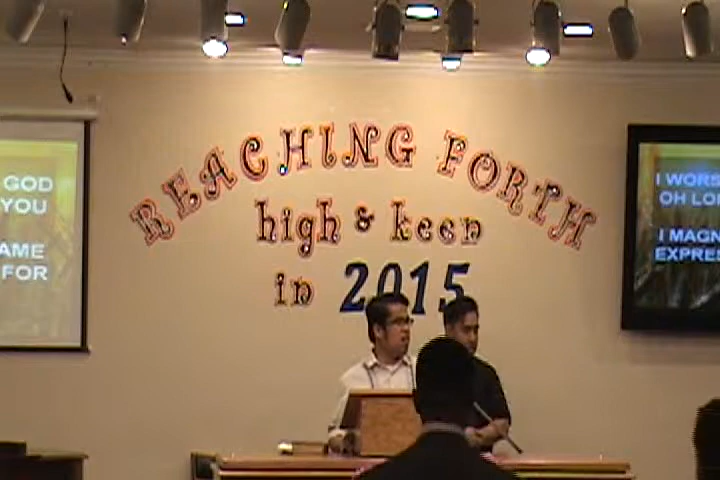 REACHING FORTH
high & keen
in 2015
GOD
YOU
AME
FOR
I WORS
OH LO
I MAGN
EXPRES